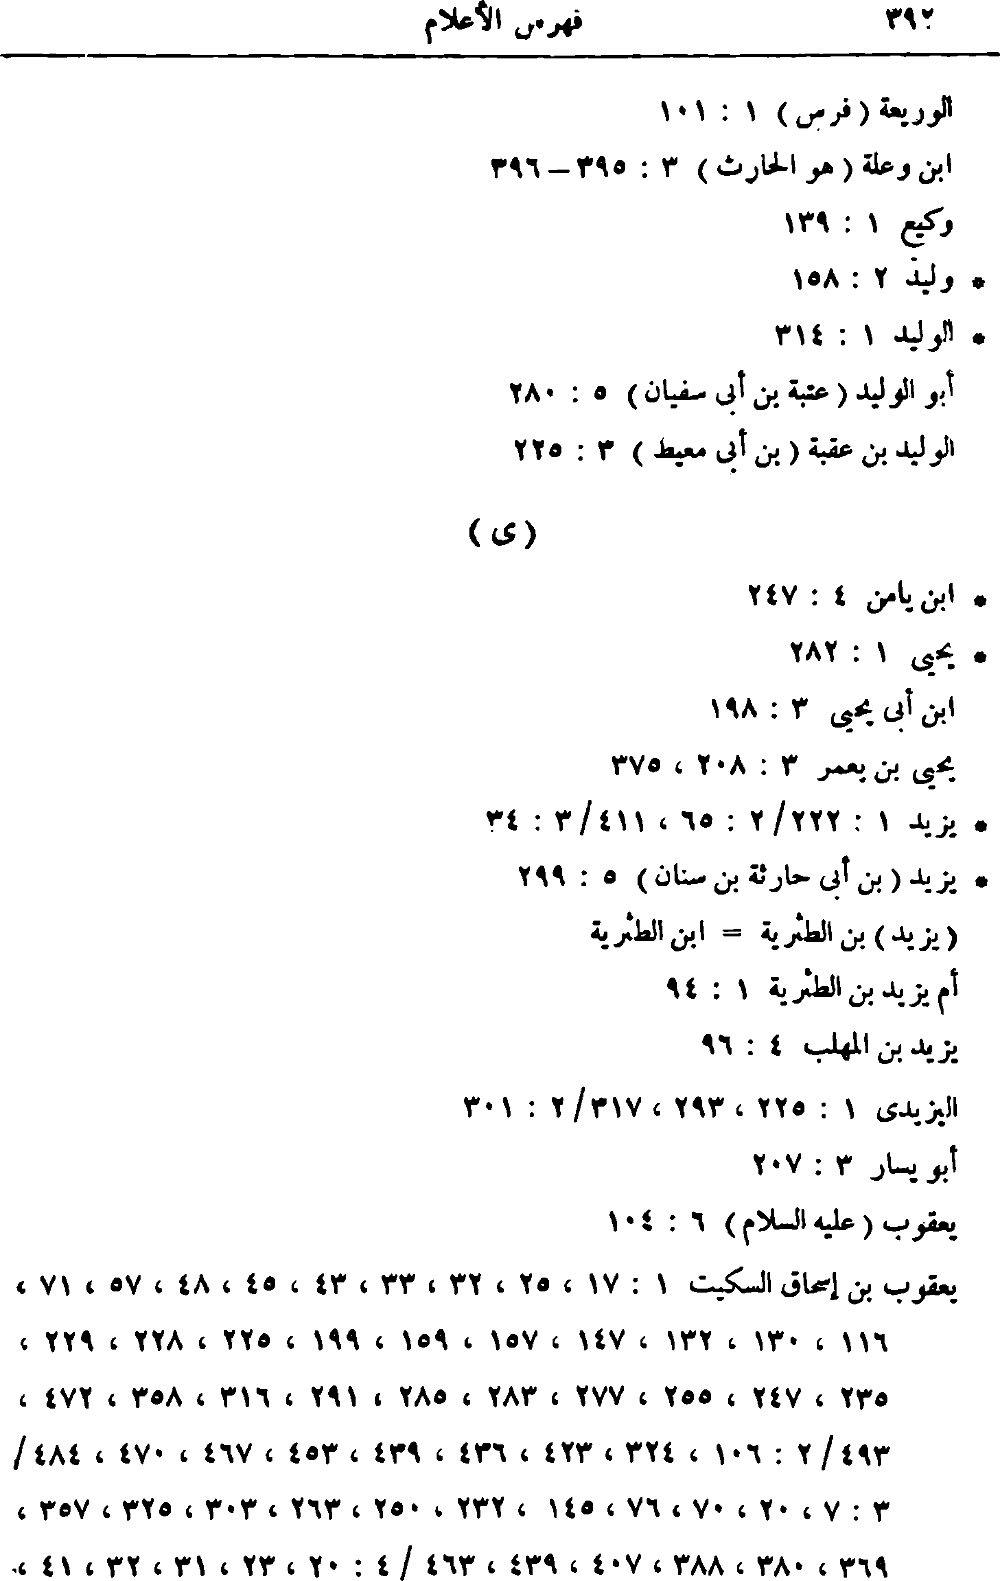 ٣٩٢ فهرس الأعلام
الوريعة ( فرس ) ١ : ١٠١
ابن وعلة ( هو الحارث ) ٣ : ٣٩٥ – ٣٩٦
وكيع ١ : ١٣٩
* وليد ٢ : ١٥٨
* الوليد ١ : ٣١٤
أبو الوليد ( عتبة بن أبى سفيان ) ٥ : ٢٨٠
الوليد بن عقبة ( بن أبى معيط ) ٣ : ٢٢٥
( ى )
* ابن يامن ٤ : ٢٤٧
* يحيى ١ : ٢٨٢
ابن أبى يحيى ٣ : ١٩٨
يحيى بن يعمر ٣ : ٢٠٨ ، ٣٧٥
* يزيد ١ : ٢٢٢/ ٢ : ٦٥ ، ٤١١/ ٣ : ٣٤
* يزيد ( بن أبى حارثة بن سنان ) ٥ : ٢٩٩
( يزيد ) بن الطثرية = ابن الطثرية
أم يزيد بن الطثرية ١ : ٩٤
يزيد بن المهلب ٤ : ٩٦
اليزيدى ١ : ٢٢٥ ، ٢٩٣ ، ٣١٧/ ٢ : ٣٠١
أبو يسار ٣ : ٢٠٧
يعقوب ( عليه السلام ) ٦ : ١٠٤
يعقوب بن إسحاق السكيت ١ : ١٧ ، ٢٥ ، ٣٢ ، ٣٣ ، ٤٣ ، ٤٥ ، ٤٨ ، ٥٧ ، ٧١ ،
١١٦ ، ١٣٠ ، ١٣٢ ، ١٤٧ ، ١٥٧ ، ١٥٩ ، ١٩٩ ، ٢٢٥ ، ٢٢٨ ، ٢٢٩ ،
٢٣٥ ، ٢٤٧ ، ٢٥٥ ، ٢٧٧ ، ٢٨٣ ، ٢٨٥ ، ٢٩١ ، ٣١٦ ، ٣٥٨ ، ٤٧٢ ،
٤٩٣/ ٢ : ١٠٦ ، ٣٢٤ ، ٤٢٣ ، ٤٣٦ ، ٤٣٩ ، ٤٥٣ ، ٤٦٧ ، ٤٧٠ ، ٤٨٤/
٣ : ٧ ، ٢٠ ، ٧٠ ، ٧٦ ، ١٤٥ ، ٢٣٢ ، ٢٥٠ ، ٢٦٣ ، ٣٠٣ ، ٣٢٥ ، ٣٥٧ ،
٣٦٩ ، ٣٨٠ ، ٣٨٨ ، ٤٠٧ ، ٤٣٩ ، ٤٦٣/ ٤ : ٢٠ ، ٢٣ ، ٣١ ، ٣٢ ، ٤١ ،